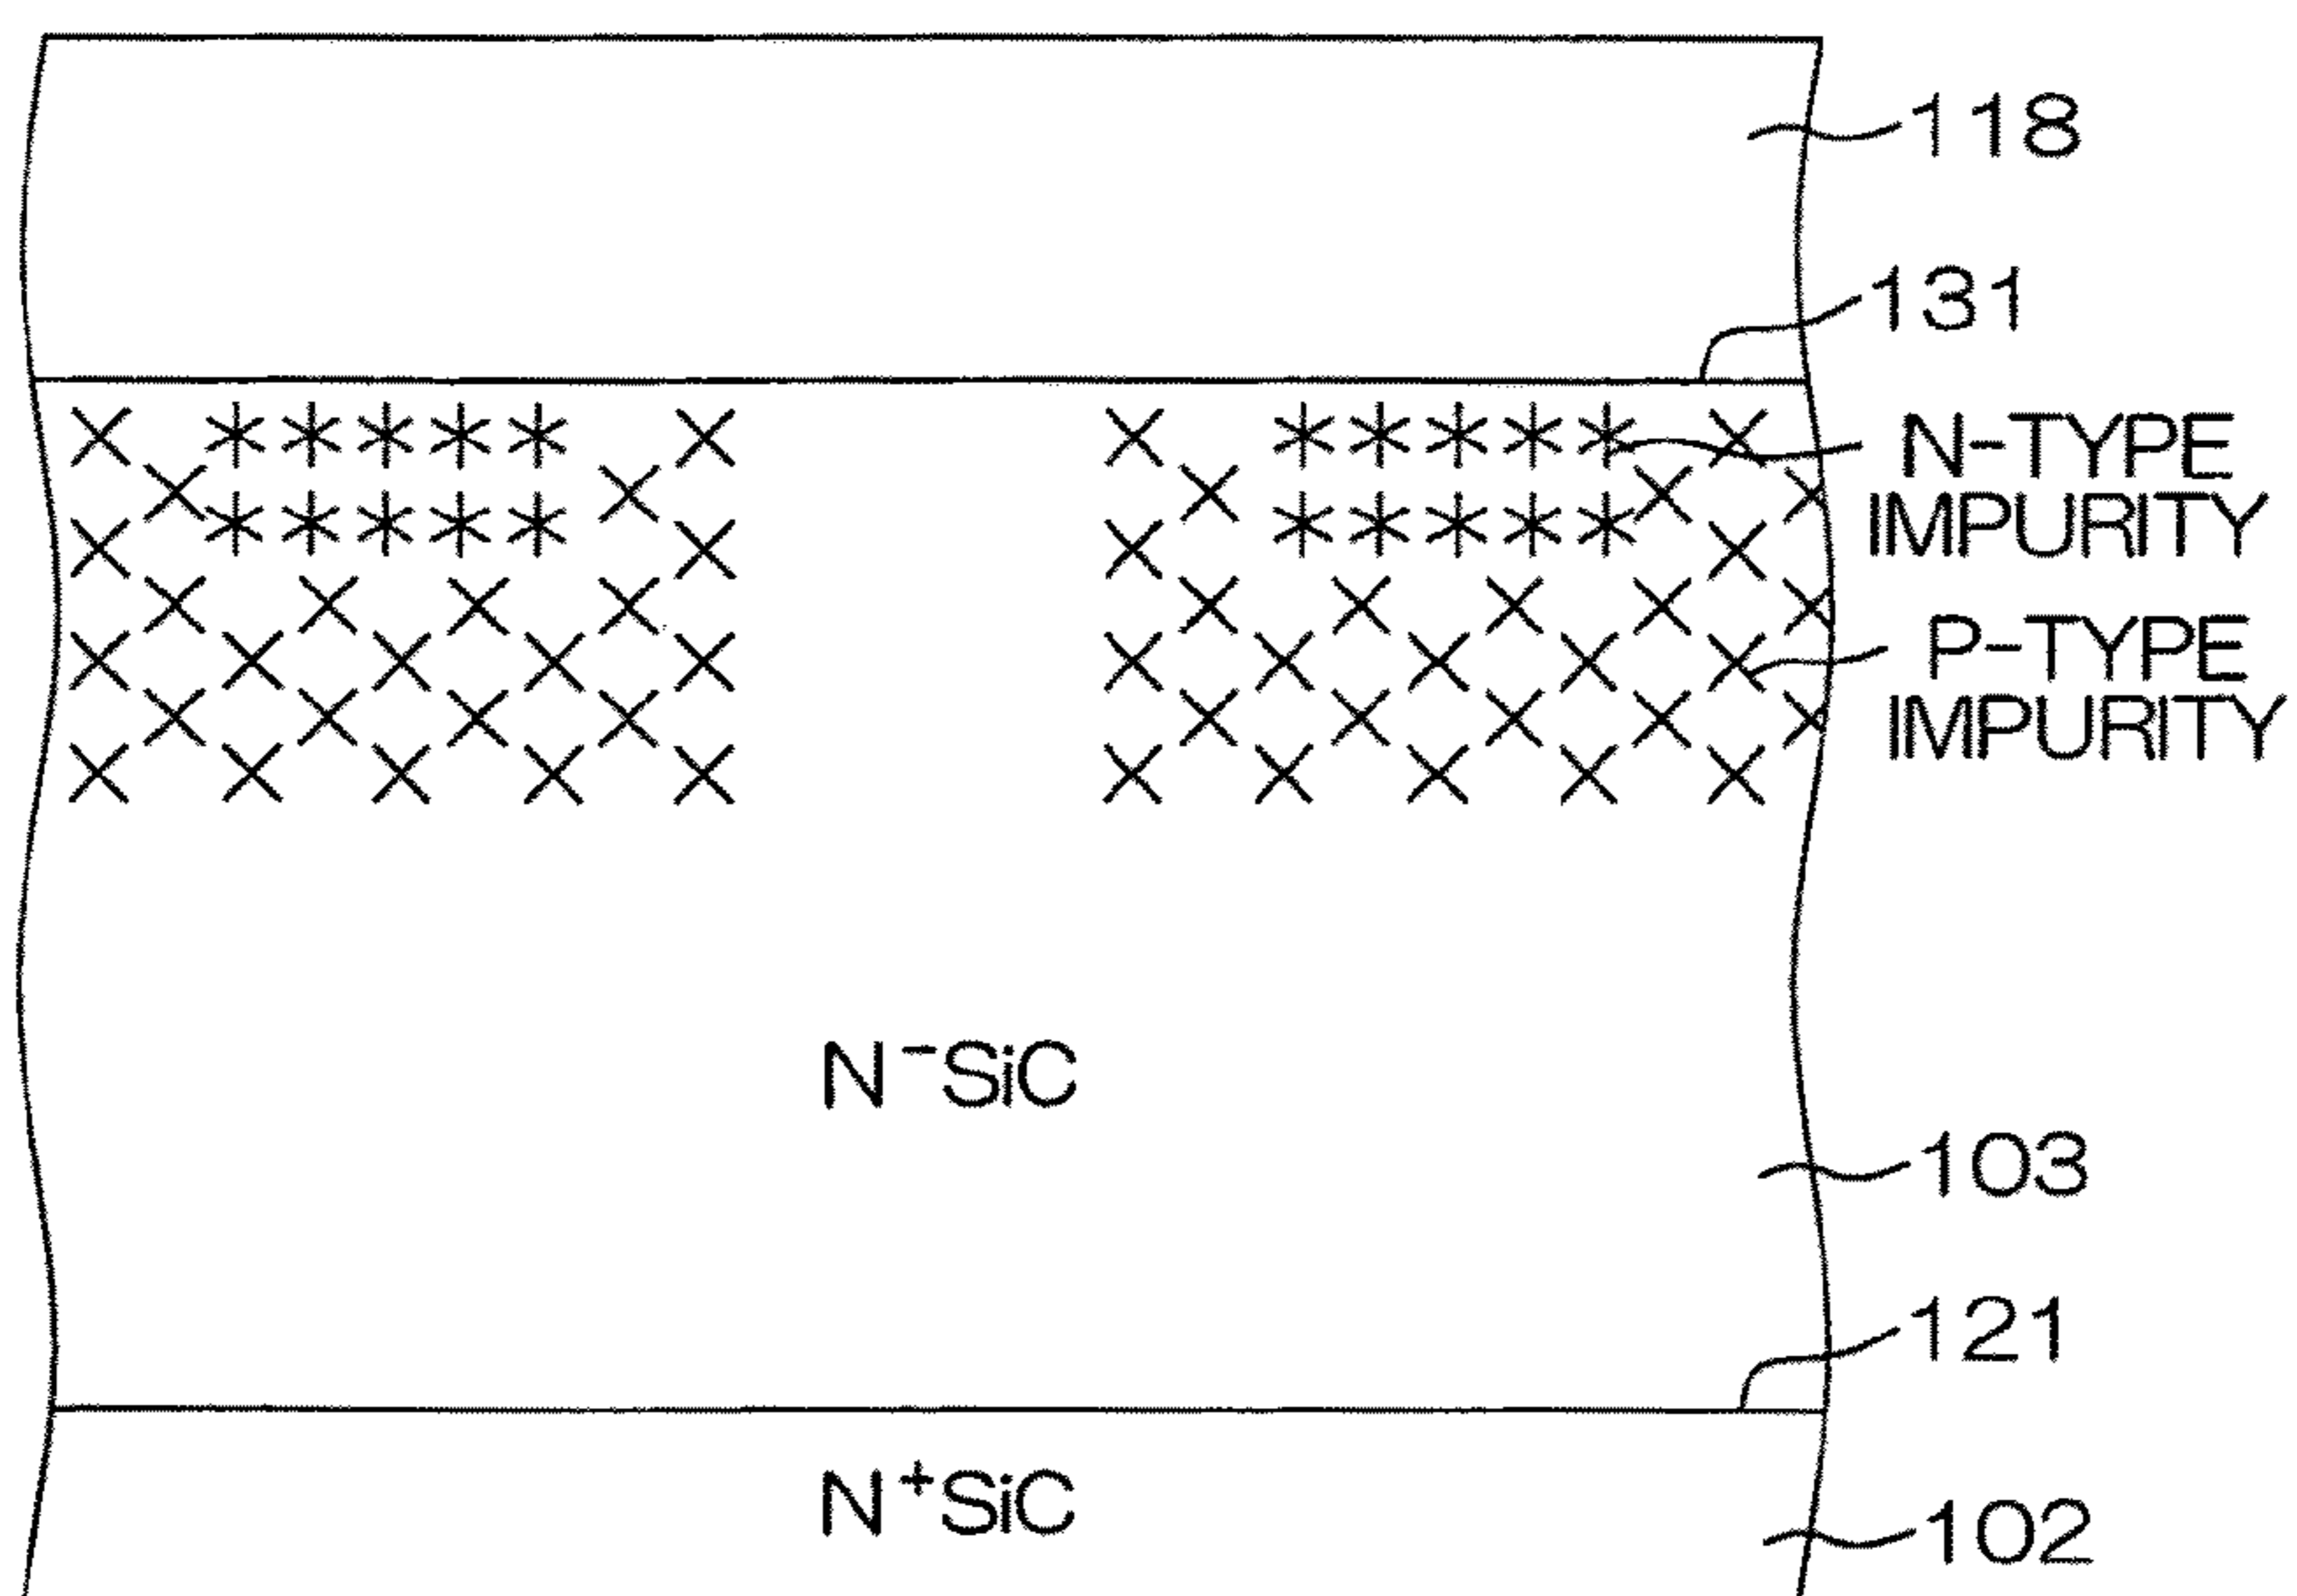 118
131
N-TYPE
IMPURITY
P-TYPE
IMPURITY
N⁻SiC
103
121
N⁺SiC
102